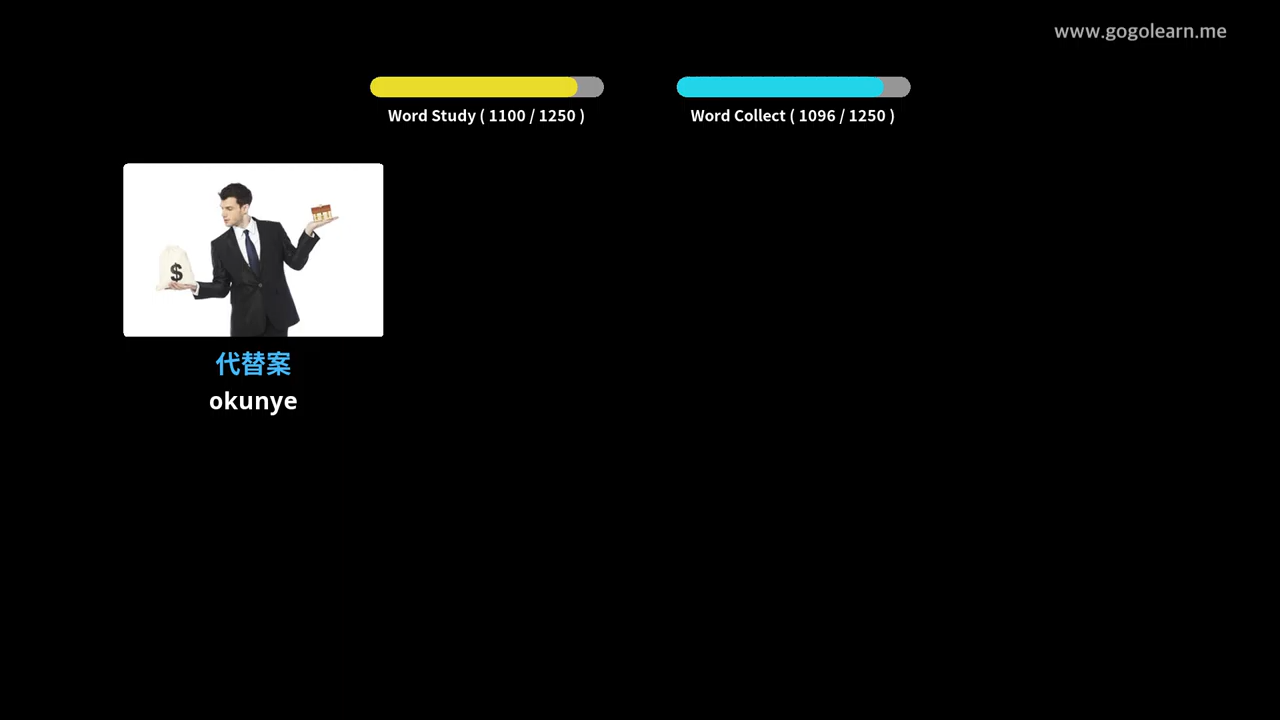 www.gogolearn.me
Word Study ( 1100 / 1250 )
Word Collect ( 1096 / 1250 )
$
代替案
okunye